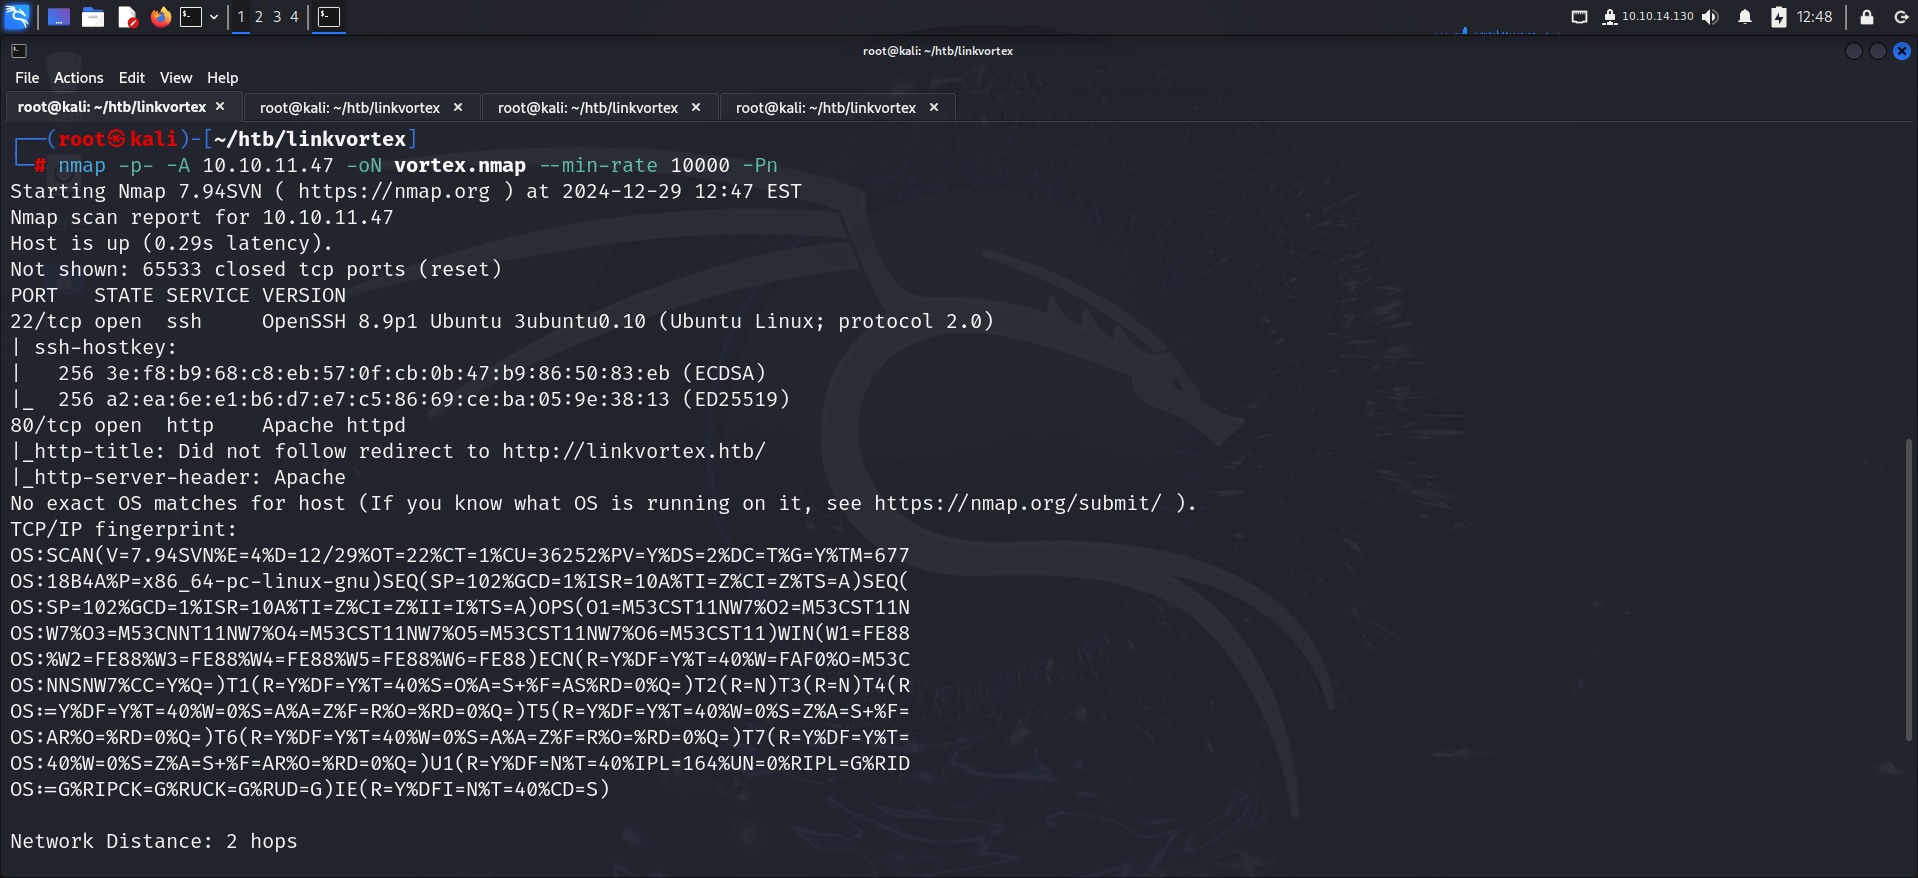 1 2 3 4
10.10.14.130
12:48
root@kali: ~/htb/linkvortex
File Actions Edit View Help
root@kali: ~/htb/linkvortex × root@kali: ~/htb/linkvortex × root@kali: ~/htb/linkvortex × root@kali: ~/htb/linkvortex ×
┌──(root㉿kali)-[~/htb/linkvortex]
└─# nmap -p- -A 10.10.11.47 -oN vortex.nmap --min-rate 10000 -Pn
Starting Nmap 7.94SVN ( https://nmap.org ) at 2024-12-29 12:47 EST
Nmap scan report for 10.10.11.47
Host is up (0.29s latency).
Not shown: 65533 closed tcp ports (reset)
PORT   STATE SERVICE VERSION
22/tcp open  ssh     OpenSSH 8.9p1 Ubuntu 3ubuntu0.10 (Ubuntu Linux; protocol 2.0)
| ssh-hostkey:
|   256 3e:f8:b9:68:c8:eb:57:0f:cb:0b:47:b9:86:50:83:eb (ECDSA)
|_  256 a2:ea:6e:e1:b6:d7:e7:c5:86:69:ce:ba:05:9e:38:13 (ED25519)
80/tcp open  http    Apache httpd
|_http-title: Did not follow redirect to http://linkvortex.htb/
|_http-server-header: Apache
No exact OS matches for host (If you know what OS is running on it, see https://nmap.org/submit/ ).
TCP/IP fingerprint:
OS:SCAN(V=7.94SVN%E=4%D=12/29%OT=22%CT=1%CU=36252%PV=Y%DS=2%DC=T%G=Y%TM=677
OS:18B4A%P=x86_64-pc-linux-gnu)SEQ(SP=102%GCD=1%ISR=10A%TI=Z%CI=Z%TS=A)SEQ(
OS:SP=102%GCD=1%ISR=10A%TI=Z%CI=Z%II=I%TS=A)OPS(O1=M53CST11NW7%O2=M53CST11N
OS:W7%O3=M53CNNT11NW7%O4=M53CST11NW7%O5=M53CST11NW7%O6=M53CST11)WIN(W1=FE88
OS:%W2=FE88%W3=FE88%W4=FE88%W5=FE88%W6=FE88)ECN(R=Y%DF=Y%T=40%W=FAF0%O=M53C
OS:NNSNW7%CC=Y%Q=)T1(R=Y%DF=Y%T=40%S=O%A=S+%F=AS%RD=0%Q=)T2(R=N)T3(R=N)T4(R
OS:=Y%DF=Y%T=40%W=0%S=A%A=Z%F=R%O=%RD=0%Q=)T5(R=Y%DF=Y%T=40%W=0%S=Z%A=S+%F=
OS:AR%O=%RD=0%Q=)T6(R=Y%DF=Y%T=40%W=0%S=A%A=Z%F=R%O=%RD=0%Q=)T7(R=Y%DF=Y%T=
OS:40%W=0%S=Z%A=S+%F=AR%O=%RD=0%Q=)U1(R=Y%DF=N%T=40%IPL=164%UN=0%RIPL=G%RID
OS:=G%RIPCK=G%RUCK=G%RUD=G)IE(R=Y%DFI=N%T=40%CD=S)
Network Distance: 2 hops